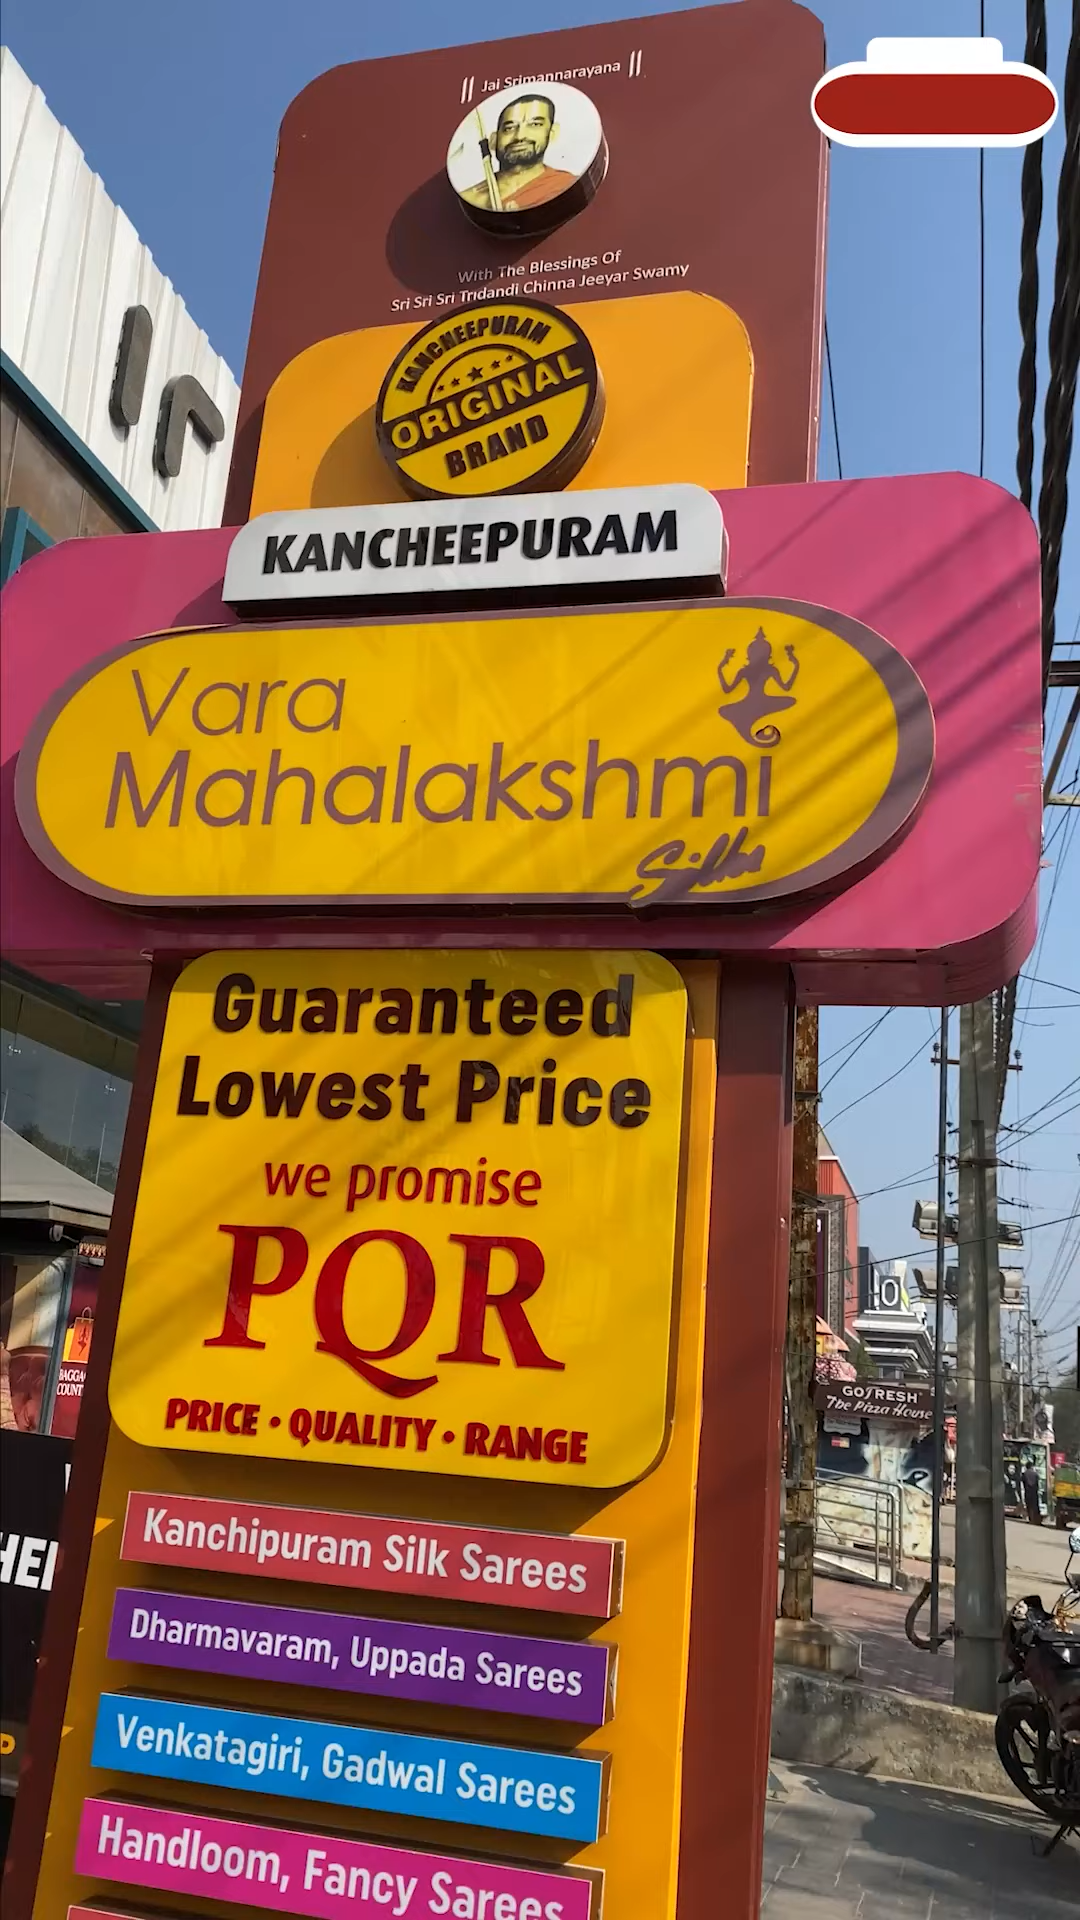 || Jai Srimannarayana ||
With The Blessings Of
Sri Sri Sri Tridandi Chinna Jeeyar Swamy
KANCHEEPURAM
ORIGINAL
BRAND
KANCHEEPURAM
Vara
Mahalakshmi
Silks
Guaranteed
Lowest Price
we promise
PQR
PRICE • QUALITY • RANGE
Kanchipuram Silk Sarees
Dharmavaram, Uppada Sarees
Venkatagiri, Gadwal Sarees
Handloom, Fancy Sarees
GOFRESH
The Pizza House